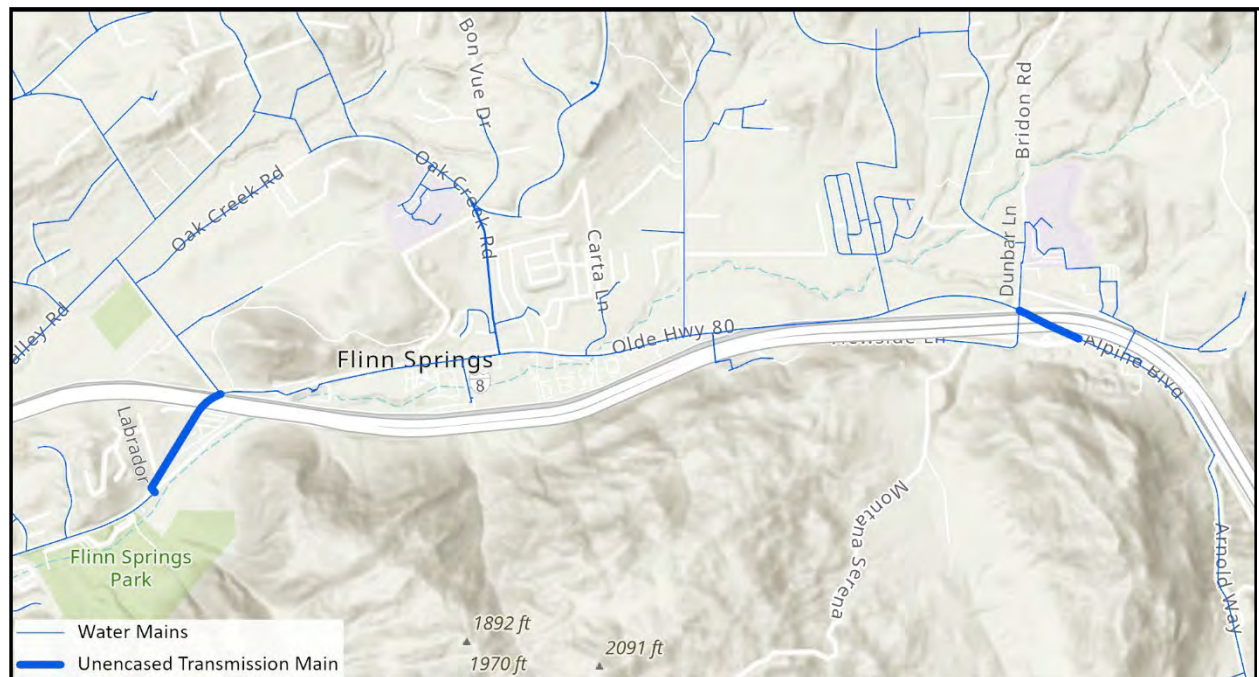 Bon Vue Dr
Bridon Rd
Oak Creek Rd
Oak Creek Rd
Carta Ln
Dunbar Ln
alley Rd
Olde Hwy 80
Flinn Springs
8
Alpine Blvd
Labrador
Montana Serena
Arnold Way
Flinn Springs
Park
1892 ft
1970 ft
2091 ft
Water Mains
Unencased Transmission Main